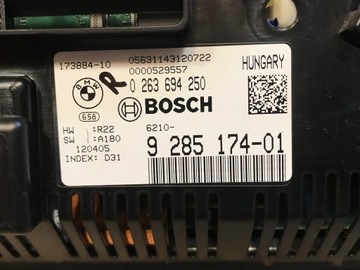 173884-10
05631143120722
0000529557
HUNGARY
BMW
R
0 263 694 250
BOSCH
658
HW :R22
SW :A180
120405
INDEX: D31
6210-
9 285 174-01